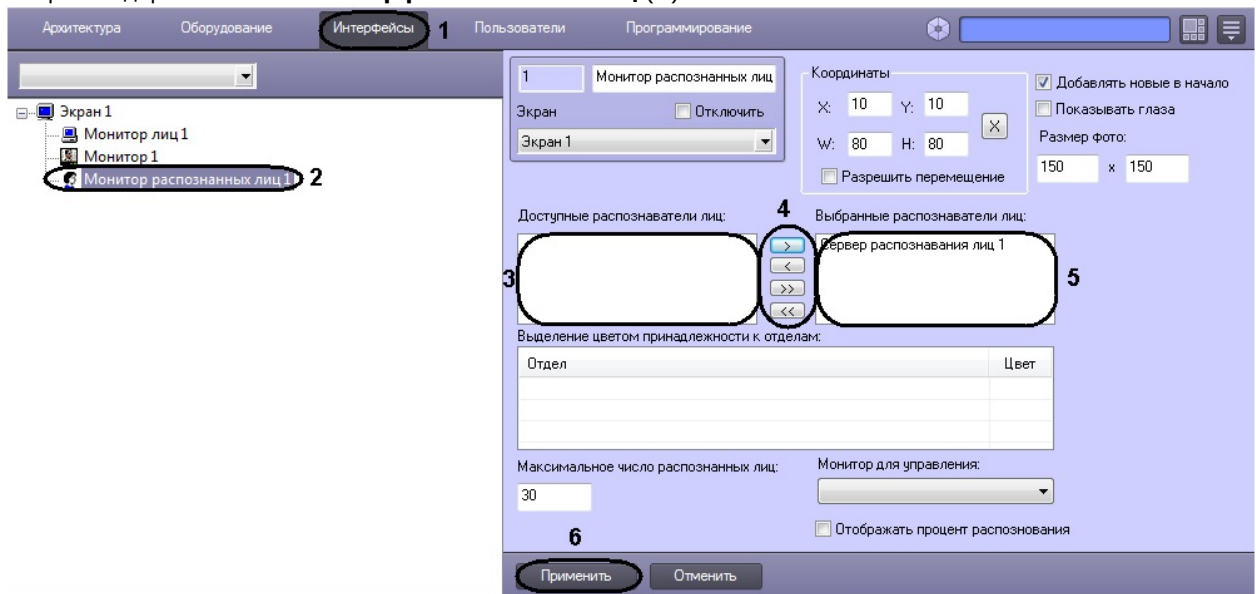 Архитектура Оборудование Интерфейсы 1 Пользователи Программирование
1 Монитор распознанных лиц
Экран Отключить
Экран 1
Координаты
X: 10 Y: 10
W: 80 H: 80
X
Разрешить перемещение
Добавлять новые в начало
Показывать глаза
Размер фото:
150 x 150
Экран 1
Монитор лиц 1
Монитор 1
Монитор распознанных лиц 1 2
Доступные распознаватели лиц: 4 Выбранные распознаватели лиц:
3
>
<
>>
<<
Сервер распознавания лиц 1
5
Выделение цветом принадлежности к отделам:
Отдел Цвет
Максимальное число распознанных лиц: Монитор для управления:
30
Отображать процент распознования
6
Применить Отменить